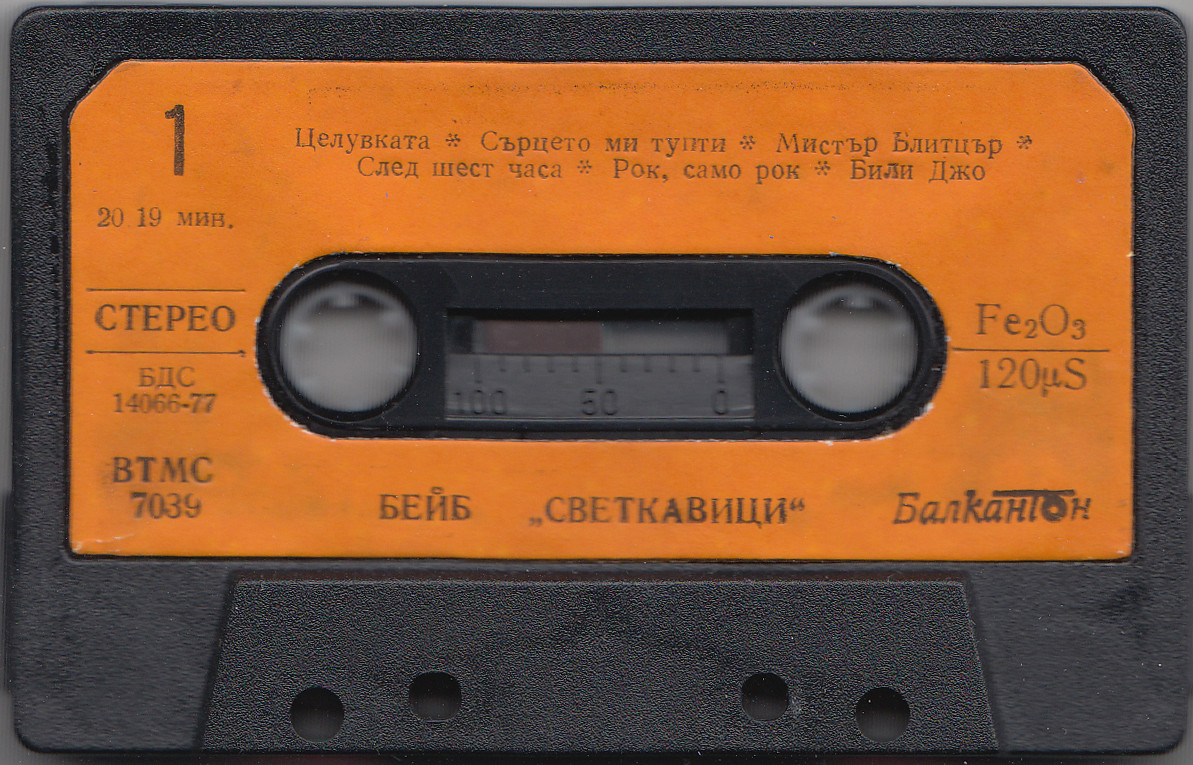 1
Целувката * Сърцето ми тупти * Мистър Блитцър *
След шест часа * Рок, само рок * Били Джо
20 19 мин.
СТЕРЕО
БДС
14066-77
Fe₂O₃
120μS
100 50 0
ВТМС
7039
БЕЙБ „СВЕТКАВИЦИ“
Балкантон